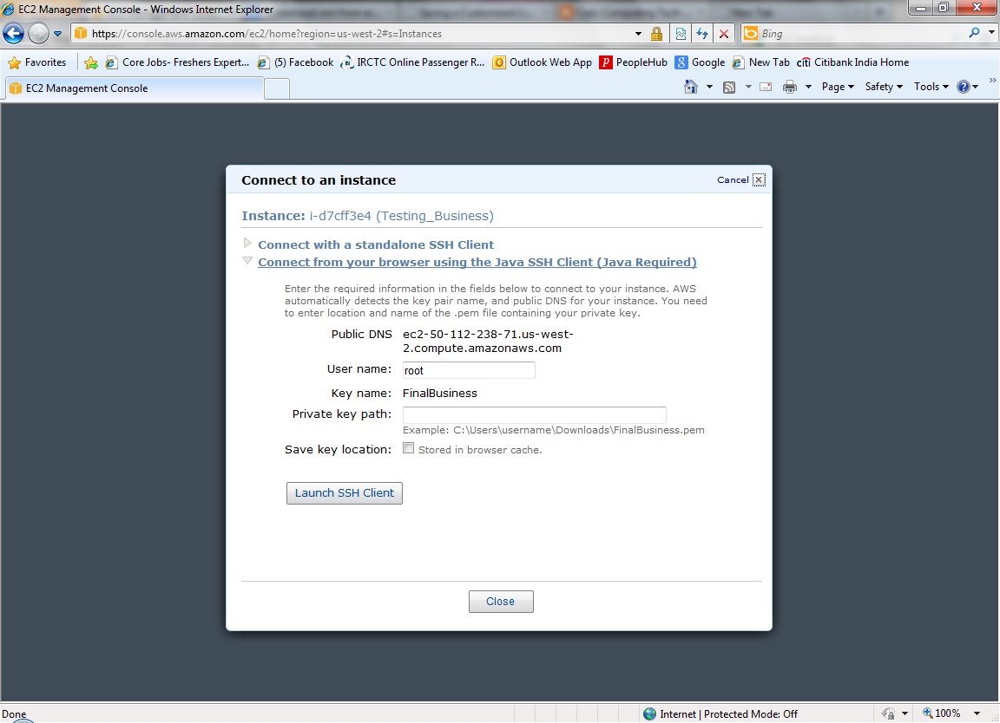 EC2 Management Console - Windows Internet Explorer
https://console.aws.amazon.com/ec2/home?region=us-west-2#s=Instances
Bing
Favorites
Core Jobs- Freshers Expert...
(5) Facebook
IRCTC Online Passenger R...
Outlook Web App
PeopleHub
Google
New Tab
Citibank India Home
EC2 Management Console
Page
Safety
Tools
Connect to an instance
Cancel
Instance: i-d7cff3e4 (Testing_Business)
Connect with a standalone SSH Client
Connect from your browser using the Java SSH Client (Java Required)
Enter the required information in the fields below to connect to your instance. AWS
automatically detects the key pair name, and public DNS for your instance. You need
to enter location and name of the .pem file containing your private key.
Public DNS ec2-50-112-238-71.us-west-
2.compute.amazonaws.com
User name: root
Key name: FinalBusiness
Private key path:
Example: C:\Users\username\Downloads\FinalBusiness.pem
Save key location: Stored in browser cache.
Launch SSH Client
Close
Done
Internet | Protected Mode: Off
100%